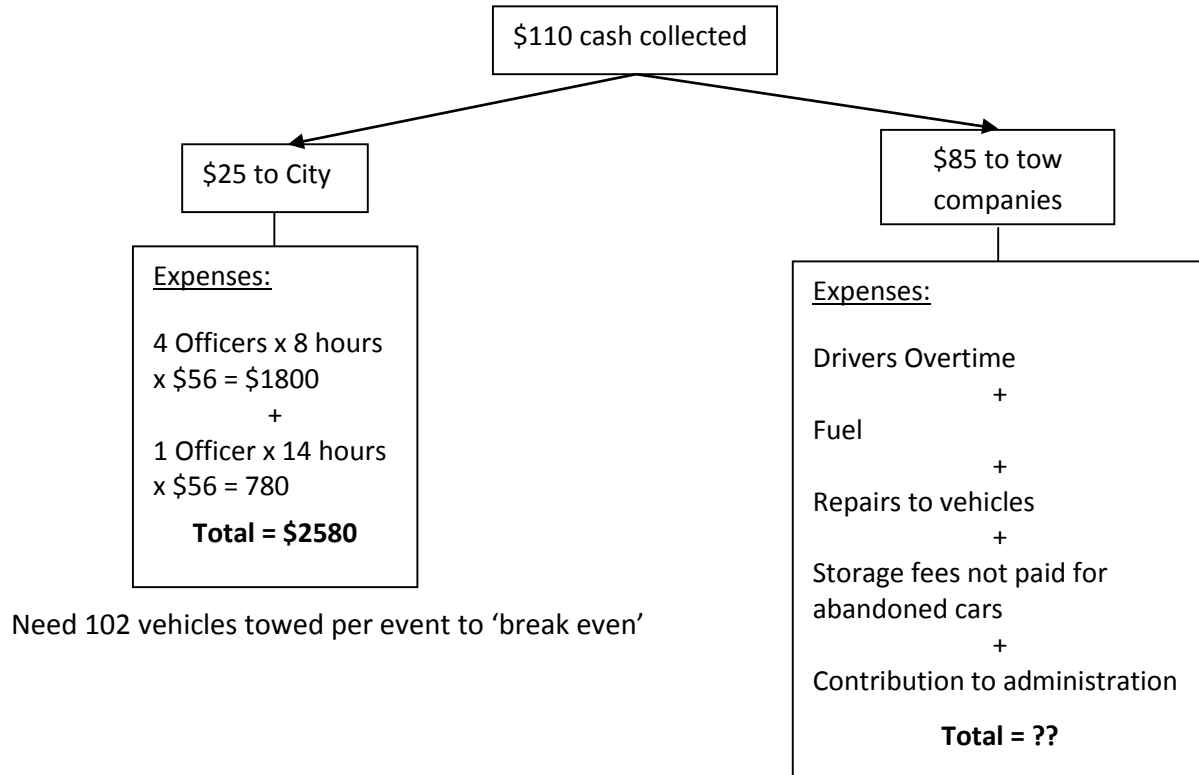 $110 cash collected
$25 to City
$85 to tow
companies
Expenses:
4 Officers x 8 hours
x $56 = $1800
+
1 Officer x 14 hours
x $56 = 780
Total = $2580
Need 102 vehicles towed per event to ‘break even’
Expenses:
Drivers Overtime
+
Fuel
+
Repairs to vehicles
+
Storage fees not paid for
abandoned cars
+
Contribution to administration
Total = ??